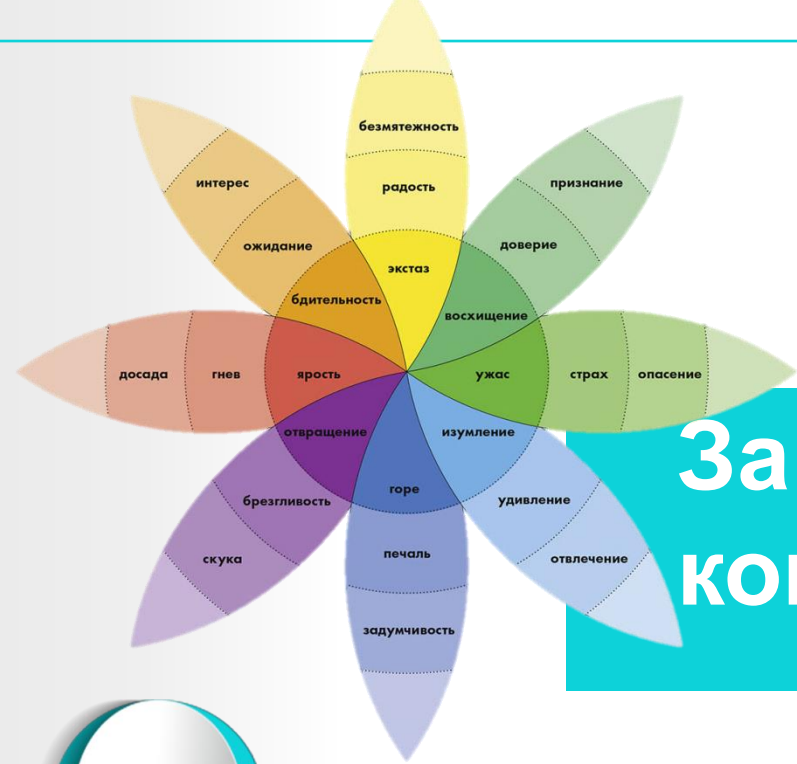 безмятежность
радость
экстаз
интерес
ожидание
бдительность
признание
доверие
восхищение
досада
гнев
ярость
ужас
страх
опасение
отвращение
брезгливость
скука
изумление
удивление
отвлечение
горе
печаль
задумчивость
За